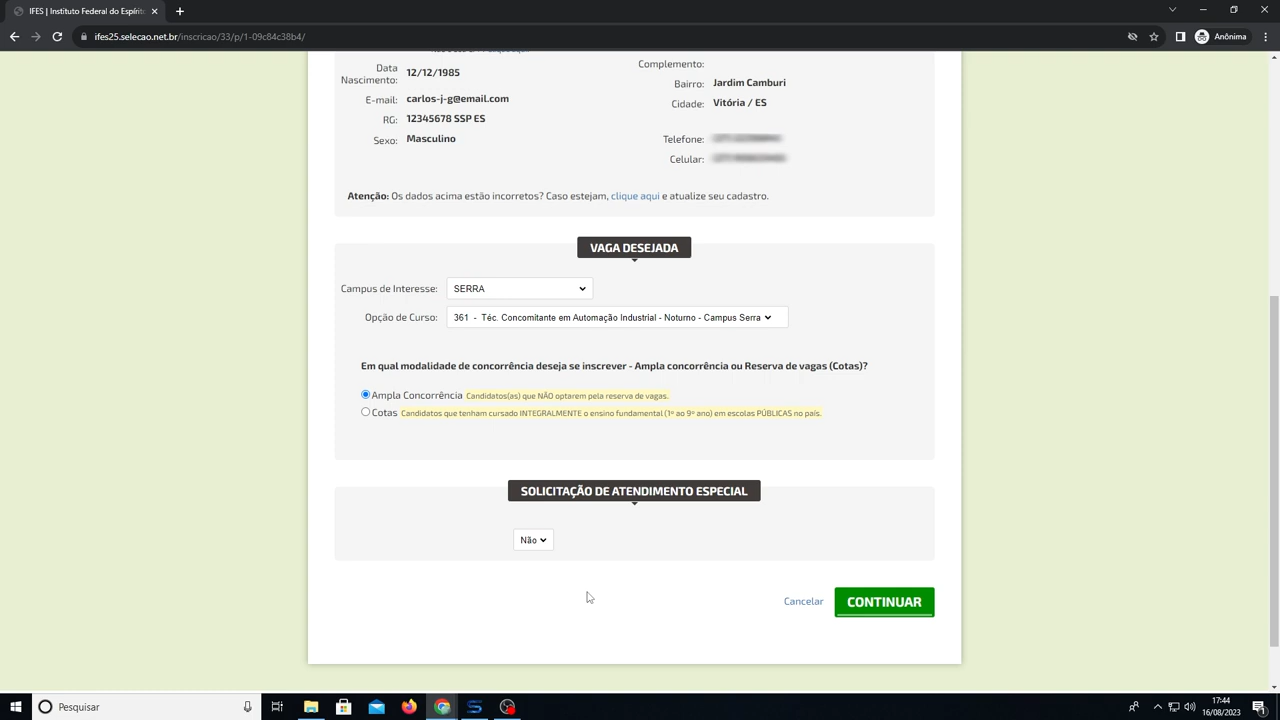 IFES | Instituto Federal do Espírit
Anônima
ifes25.selecao.net.br/inscricao/33/p/1-09c84c38b4/
Data Nascimento:
12/12/1985
E-mail:
carlos-j-g@email.com
RG:
12345678 SSP ES
Sexo:
Masculino
Complemento:
Bairro:
Jardim Camburi
Cidade:
Vitória / ES
Telefone:
Celular:
Atenção: Os dados acima estão incorretos? Caso estejam, clique aqui e atualize seu cadastro.
VAGA DESEJADA
Campus de Interesse:
SERRA
Opção de Curso:
361 - Téc. Concomitante em Automação Industrial - Noturno - Campus Serra
Em qual modalidade de concorrência deseja se inscrever - Ampla concorrência ou Reserva de vagas (Cotas)?
Ampla Concorrência Candidatos(as) que NÃO optarem pela reserva de vagas.
Cotas Candidatos que tenham cursado INTEGRALMENTE o ensino fundamental (1º ao 9º ano) em escolas PÚBLICAS no país.
SOLICITAÇÃO DE ATENDIMENTO ESPECIAL
Não
Cancelar
CONTINUAR
Pesquisar
17:44
16/08/2023